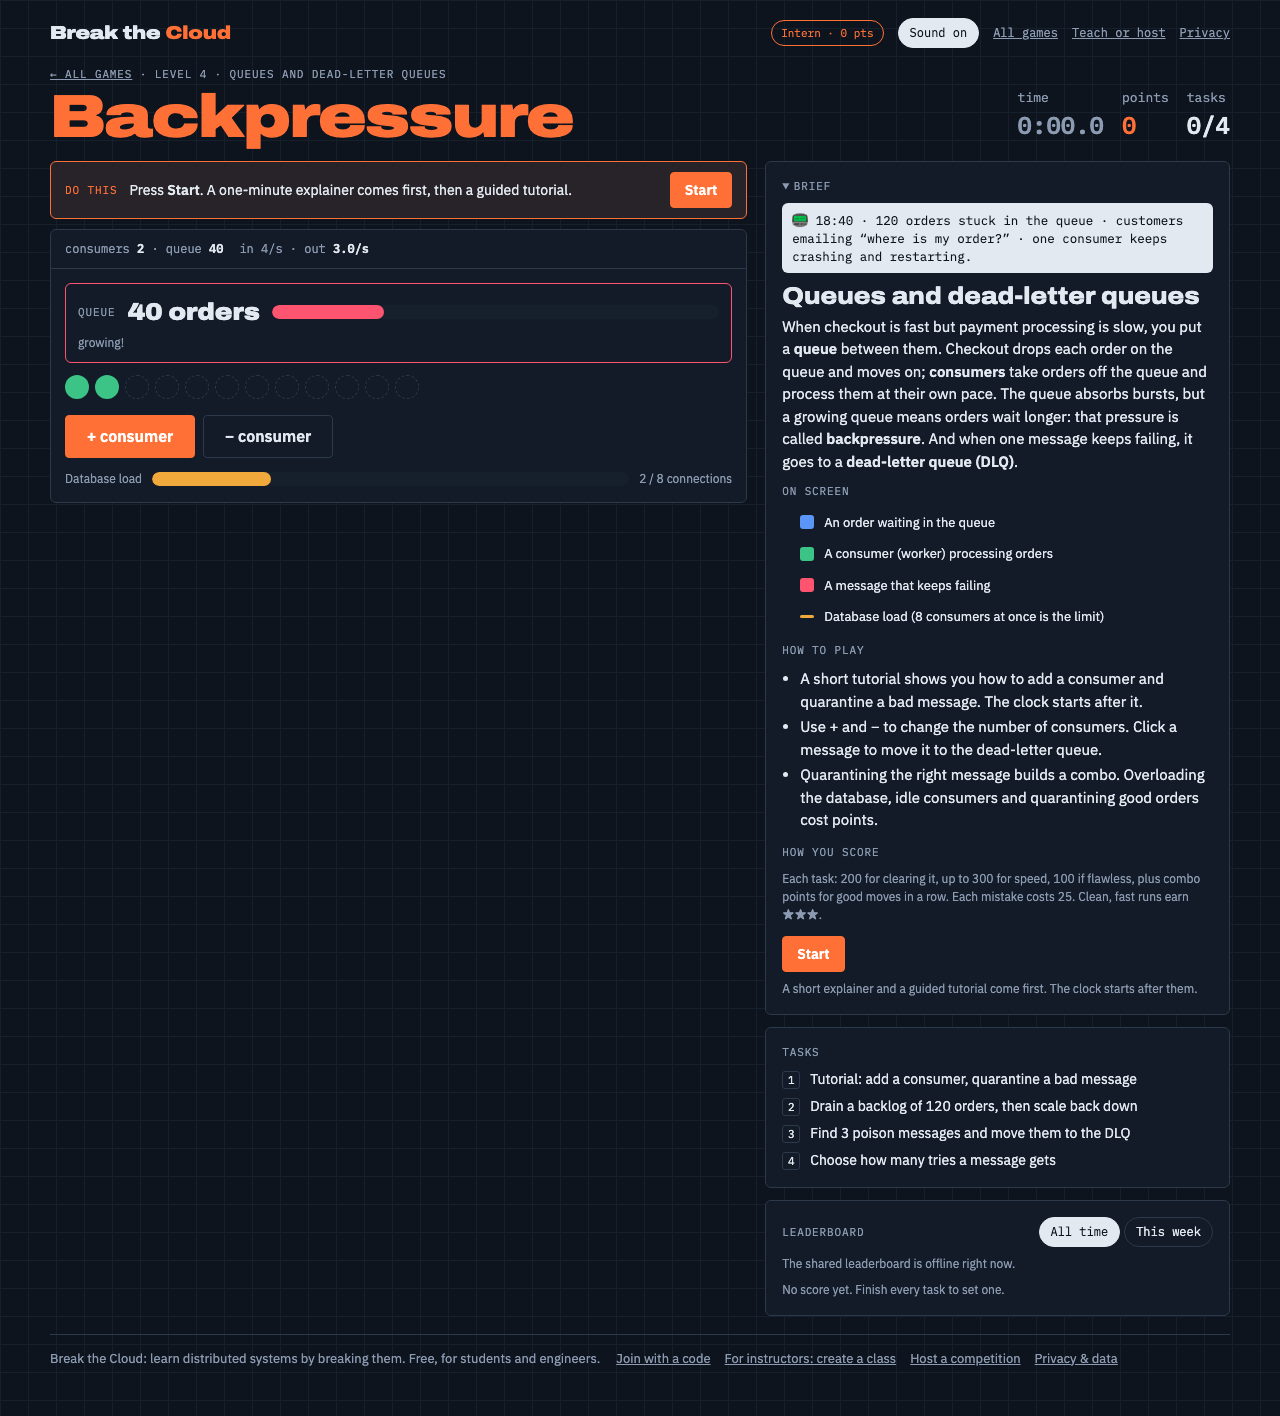 Break the Cloud
Intern · 0 pts
Sound on
All games
Teach or host
Privacy
← ALL GAMES · LEVEL 4 · QUEUES AND DEAD-LETTER QUEUES
Backpressure
time
0:00.0
points
0
tasks
0/4
DO THIS Press Start. A one-minute explainer comes first, then a guided tutorial.
Start
consumers 2 · queue 40 in 4/s · out 3.0/s
QUEUE 40 orders
growing!
+ consumer
− consumer
Database load
2 / 8 connections
▼ BRIEF
18:40 · 120 orders stuck in the queue · customers
emailing “where is my order?” · one consumer keeps
crashing and restarting.
Queues and dead-letter queues
When checkout is fast but payment processing is slow, you put
a queue between them. Checkout drops each order on the
queue and moves on; consumers take orders off the queue and
process them at their own pace. The queue absorbs bursts, but
a growing queue means orders wait longer: that pressure is
called backpressure. And when one message keeps failing, it
goes to a dead-letter queue (DLQ).
ON SCREEN
An order waiting in the queue
A consumer (worker) processing orders
A message that keeps failing
Database load (8 consumers at once is the limit)
HOW TO PLAY
• A short tutorial shows you how to add a consumer and
quarantine a bad message. The clock starts after it.
• Use + and − to change the number of consumers. Click a
message to move it to the dead-letter queue.
• Quarantining the right message builds a combo. Overloading
the database, idle consumers and quarantining good orders
cost points.
HOW YOU SCORE
Each task: 200 for clearing it, up to 300 for speed, 100 if flawless, plus combo
points for good moves in a row. Each mistake costs 25. Clean, fast runs earn
★★★.
Start
A short explainer and a guided tutorial come first. The clock starts after them.
TASKS
1 Tutorial: add a consumer, quarantine a bad message
2 Drain a backlog of 120 orders, then scale back down
3 Find 3 poison messages and move them to the DLQ
4 Choose how many tries a message gets
LEADERBOARD
All time
This week
The shared leaderboard is offline right now.
No score yet. Finish every task to set one.
Break the Cloud: learn distributed systems by breaking them. Free, for students and engineers.
Join with a code
For instructors: create a class
Host a competition
Privacy & data